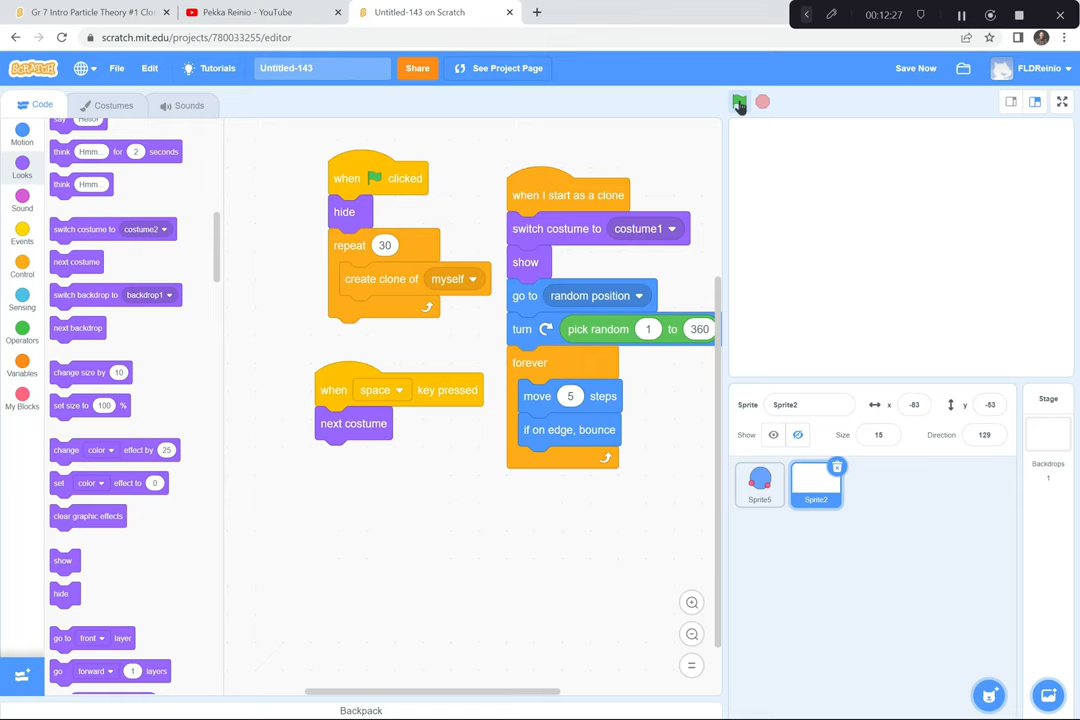 Gr 7 Intro Particle Theory #1 Clo
Pekka Reinio - YouTube
Untitled-143 on Scratch
00:12:27
scratch.mit.edu/projects/780033255/editor
SCRATCH
File
Edit
Tutorials
Untitled-143
Share
See Project Page
Save Now
FLDReinio
Code
Costumes
Sounds
Motion
Looks
Sound
Events
Control
Sensing
Operators
Variables
My Blocks
say Hello!
think Hmm... for 2 seconds
think Hmm...
switch costume to costume2
next costume
switch backdrop to backdrop1
next backdrop
change size by 10
set size to 100 %
change color effect by 25
set color effect to 0
clear graphic effects
show
hide
go to front layer
go forward 1 layers
when clicked
hide
repeat 30
create clone of myself
when space key pressed
next costume
when I start as a clone
switch costume to costume1
show
go to random position
turn pick random 1 to 360
forever
move 5 steps
if on edge, bounce
Sprite Sprite2 x -83 y -53
Show Size 15 Direction 129
Sprite5
Sprite2
Stage
Backdrops
1
Backpack